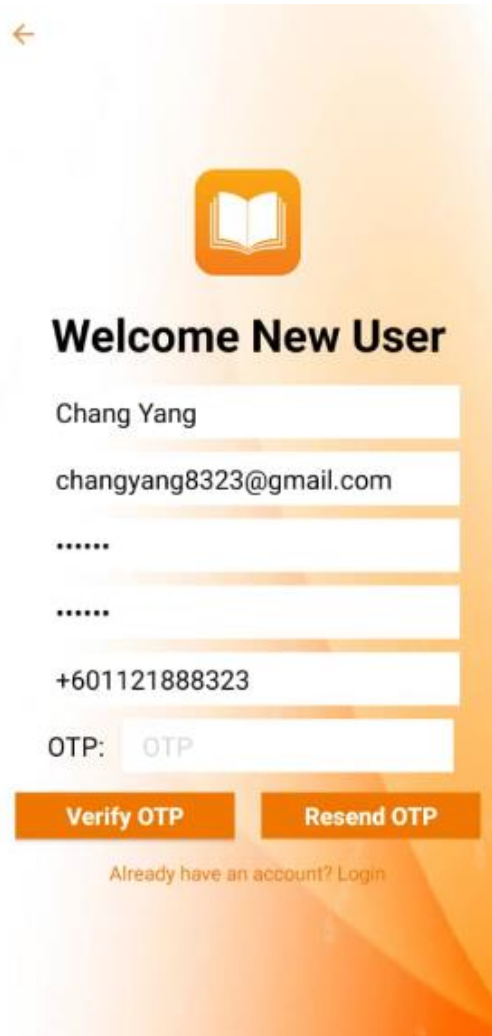 Welcome New User
Chang Yang
changyang8323@gmail.com
••••••
••••••
+601121888323
OTP: OTP
Verify OTP Resend OTP
Already have an account? Login